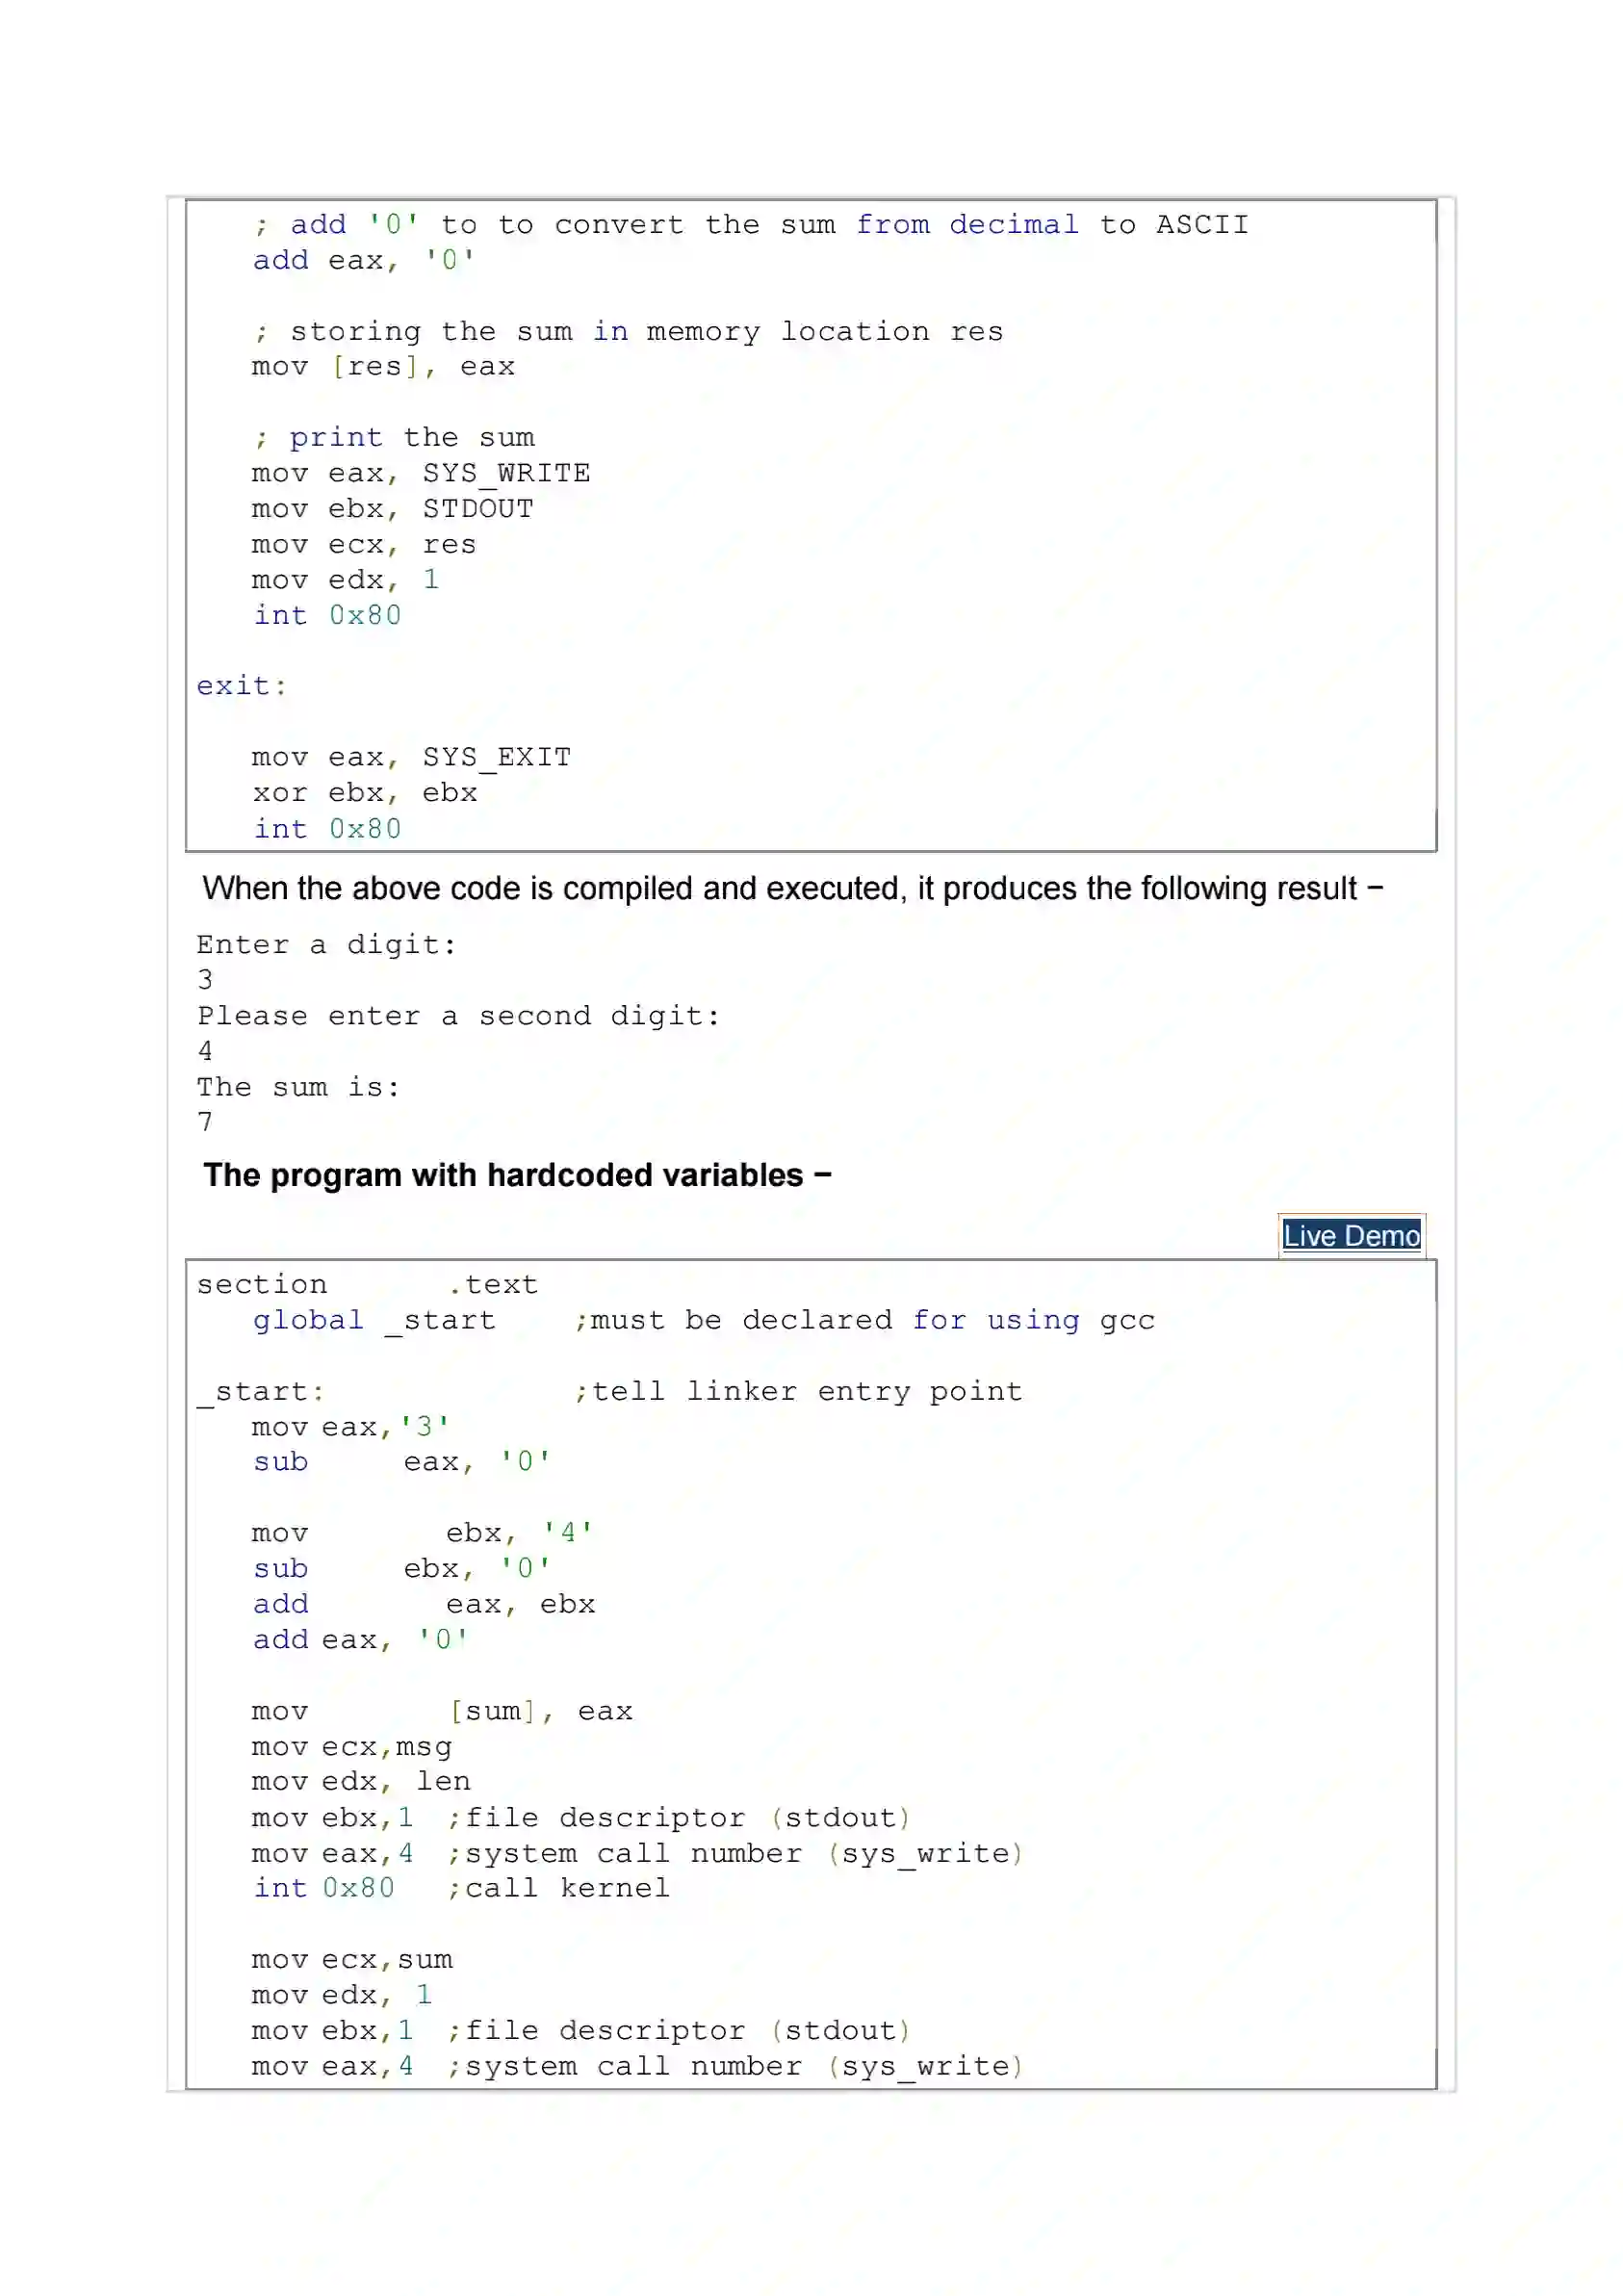 ; add '0' to to convert the sum from decimal to ASCII
add eax, '0'
; storing the sum in memory location res
mov [res], eax
; print the sum
mov eax, SYS_WRITE
mov ebx, STDOUT
mov ecx, res
mov edx, 1
int 0x80
exit:
mov eax, SYS_EXIT
xor ebx, ebx
int 0x80
When the above code is compiled and executed, it produces the following result −
Enter a digit:
3
Please enter a second digit:
4
The sum is:
7
The program with hardcoded variables −
Live Demo
section .text
global _start ;must be declared for using gcc
_start: ;tell linker entry point
mov eax,'3'
sub eax, '0'
mov ebx, '4'
sub ebx, '0'
add eax, ebx
add eax, '0'
mov [sum], eax
mov ecx,msg
mov edx, len
mov ebx,1 ;file descriptor (stdout)
mov eax,4 ;system call number (sys_write)
int 0x80 ;call kernel
mov ecx,sum
mov edx, 1
mov ebx,1 ;file descriptor (stdout)
mov eax,4 ;system call number (sys_write)